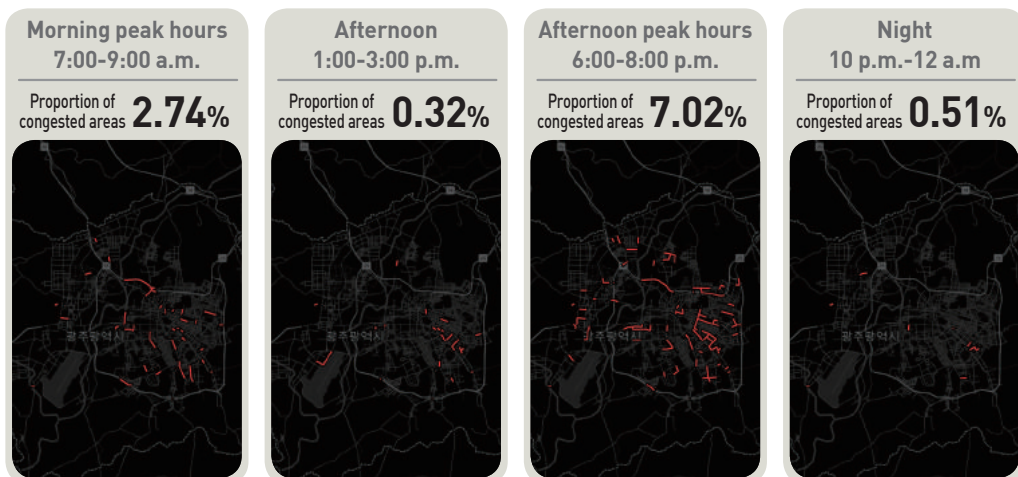 Morning peak hours
7:00-9:00 a.m.
Proportion of
congested areas 2.74%
광주광역시
Afternoon
1:00-3:00 p.m.
Proportion of
congested areas 0.32%
광주광역시
Afternoon peak hours
6:00-8:00 p.m.
Proportion of
congested areas 7.02%
광주광역시
Night
10 p.m.-12 a.m
Proportion of
congested areas 0.51%
광주광역시